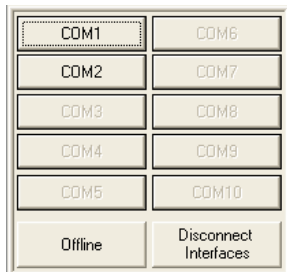 COM1 COM6
COM2 COM7
COM3 COM8
COM4 COM9
COM5 COM10
Offline Disconnect
Interfaces